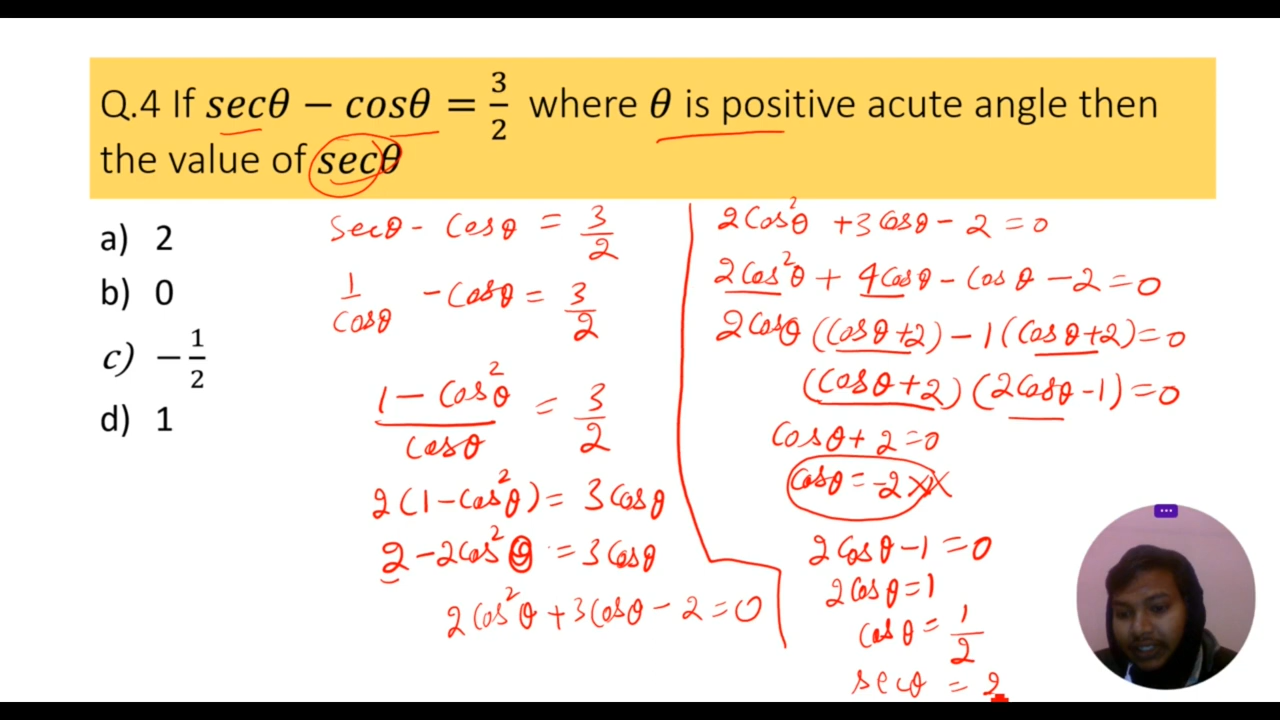 Q.4 If secθ − cosθ = 3/2 where θ is positive acute angle then
the value of secθ
a) 2
b) 0
c) −1/2
d) 1
secθ - cosθ = 3/2
1/cosθ - cosθ = 3/2
1 - cos²θ/cosθ = 3/2
2(1-cos²θ) = 3cosθ
2 - 2cos²θ = 3cosθ
2cos²θ + 3cosθ - 2 = 0
2cos²θ + 3cosθ - 2 = 0
2cos²θ + 4cosθ - cosθ - 2 = 0
2cosθ (cosθ+2) - 1(cosθ+2) = 0
(cosθ+2) (2cosθ-1) = 0
cosθ + 2 = 0
cosθ = -2 XX
2cosθ - 1 = 0
2cosθ = 1
cosθ = 1/2
secθ = 2